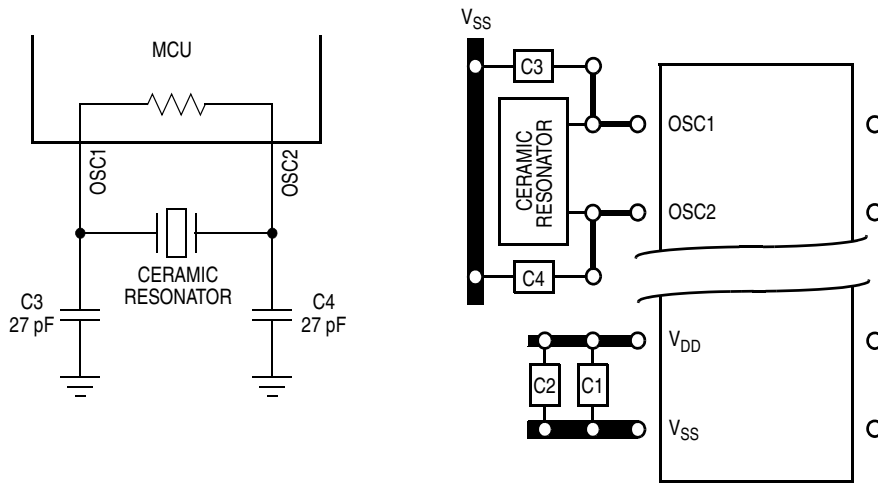 MCU
OSC1
OSC2
CERAMIC
RESONATOR
C3
27 pF
C4
27 pF
VSS
C3
CERAMIC
RESONATOR
C4
OSC1
OSC2
VDD
C2
C1
VSS